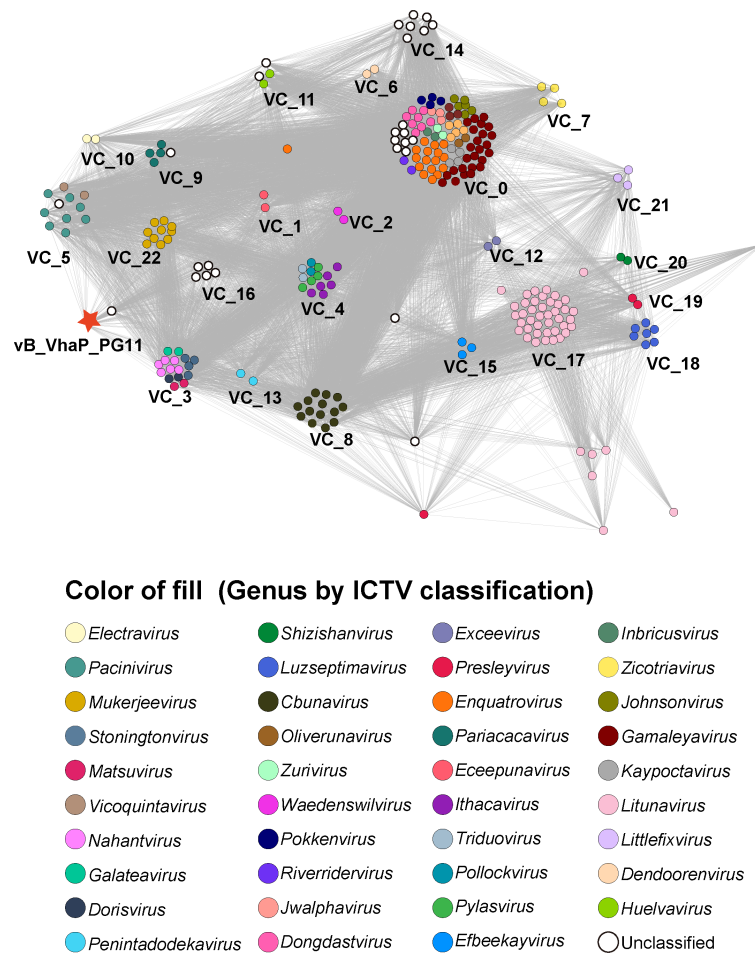 VC_14
VC_6
VC_11
VC_7
VC_10
VC_9
VC_0
VC_21
VC_1
VC_2
VC_5
VC_22
VC_12
VC_20
VC_16
VC_4
VC_19
vB_VhaP_PG11
VC_17
VC_18
VC_15
VC_3
VC_13
VC_8
Color of fill (Genus by ICTV classification)
Electravirus Shizishanvirus Exceevirus Inbricusvirus
Pacinivirus Luzseptimavirus Presleyvirus Zicotriavirus
Mukerjeevirus Cbunavirus Enquatrovirus Johnsonvirus
Stoningtonvirus Oliverunavirus Pariacacavirus Gamaleyavirus
Matsuvirus Zurivirus Eceepunavirus Kaypoctavirus
Vicoquintavirus Waedenswilvirus Ithacavirus Litunavirus
Nahantvirus Pokkenvirus Triduovirus Littlefixvirus
Galateavirus Riverridervirus Pollockvirus Dendoorenvirus
Dorisvirus Jwalphavirus Pylasvirus Huelvavirus
Penintadodekavirus Dongdastvirus Efbeekayvirus Unclassified